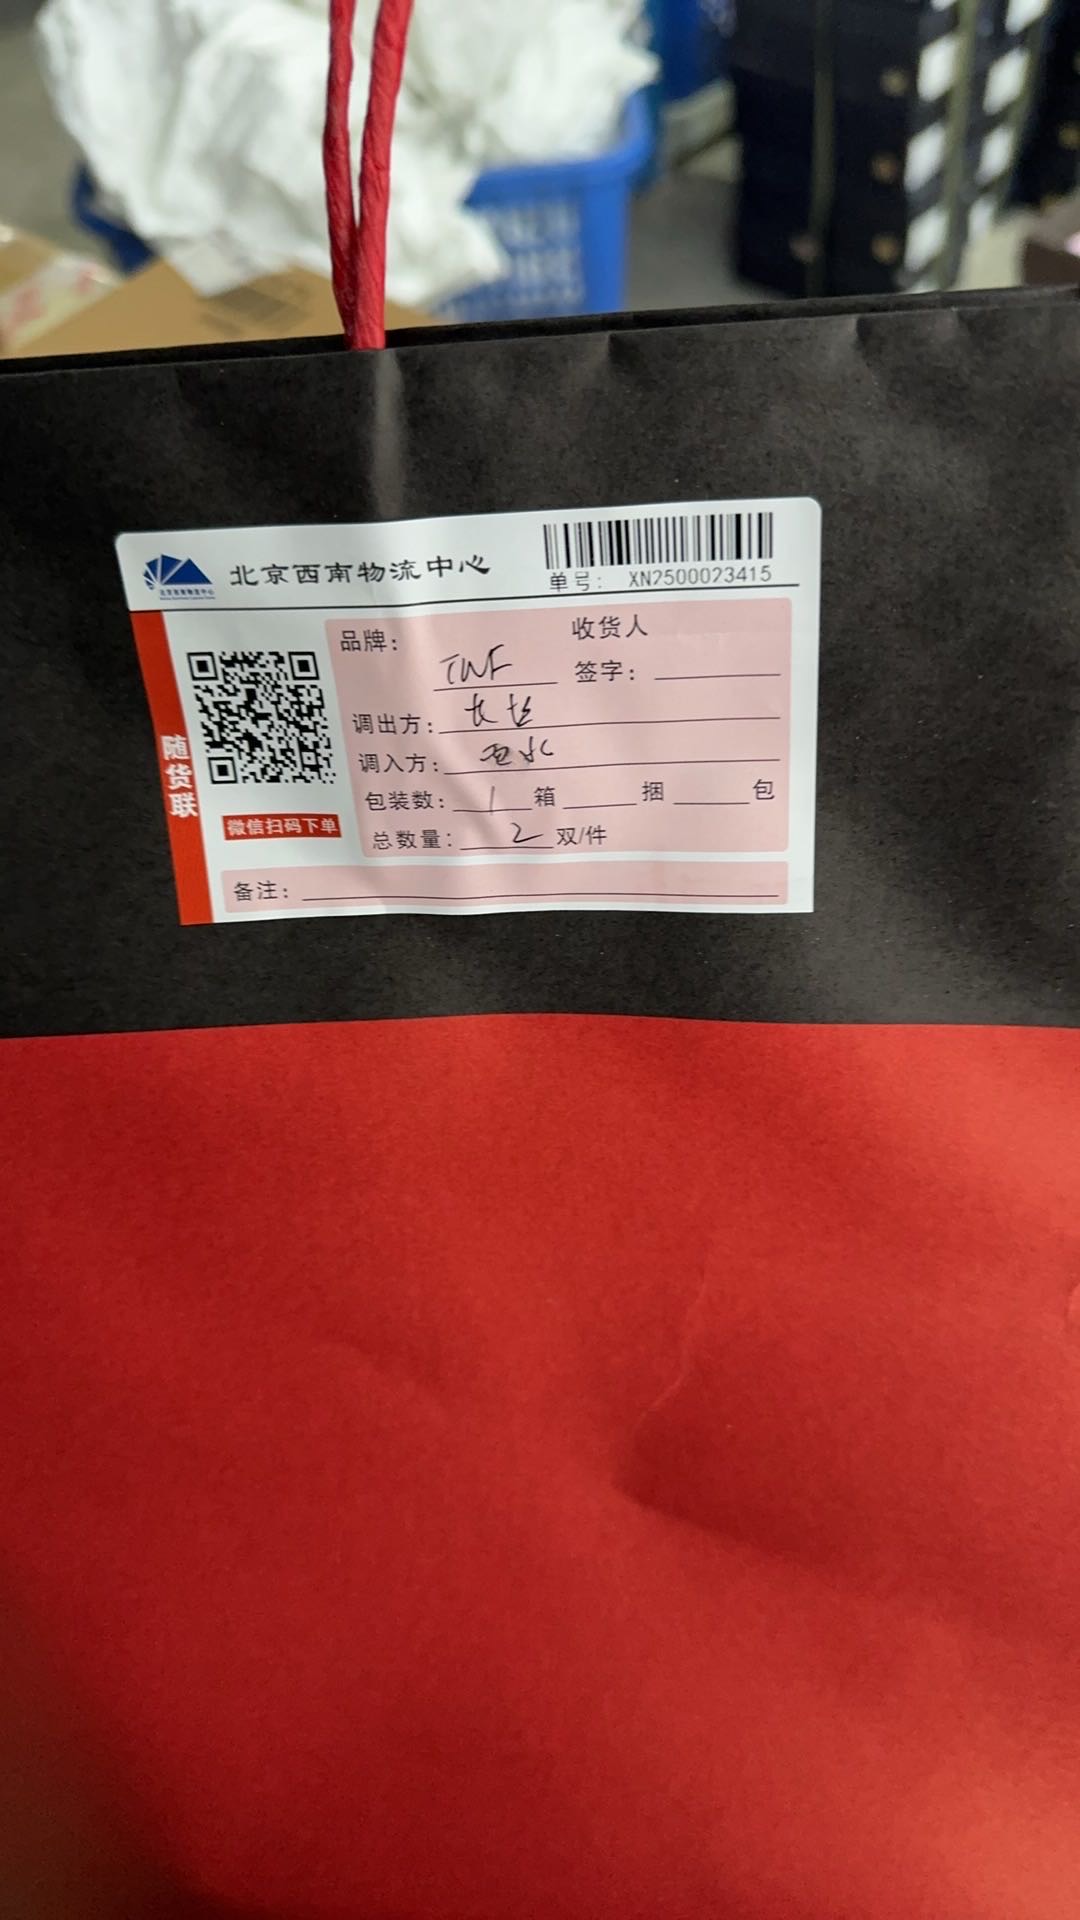 北京西南物流中心
单号： XN2500023415
品牌： TWF
收货人
签字：
调出方：
调入方：
包装数： 1 箱 捆 包
总数量： 2 双/件
随货联
微信扫码下单
备注：